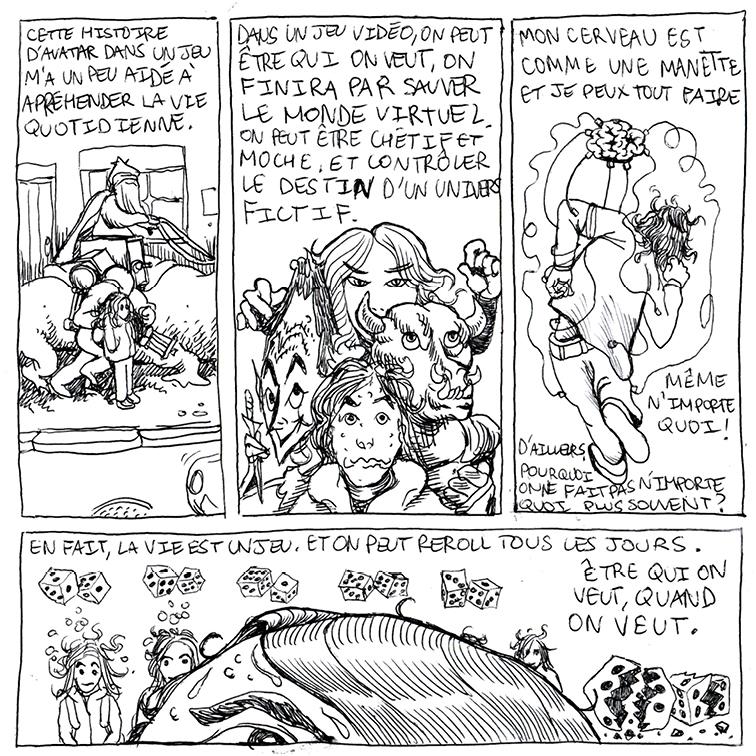 CETTE HISTOIRE
D'AVATAR DANS UN JEU
M'A UN PEU AIDE À
APPRÉHENDER LA VIE
QUOTIDIENNE.
DANS UN JEU VIDÉO, ON PEUT
ÊTRE QUI ON VEUT, ON
FINIRA PAR SAUVER
LE MONDE VIRTUEL.
ON PEUT ÊTRE CHÉTIF ET
MOCHE, ET CONTRÔLER
LE DESTIN D'UN UNIVERS
FICTIF.
MON CERVEAU EST
COMME UNE MANETTE
ET JE PEUX TOUT FAIRE
MÊME
N'IMPORTE
QUOI!
D'AILLERS,
POURQUOI
ON NE FAIT PAS N'IMPORTE
QUOI PLUS SOUVENT?
EN FAIT, LA VIE EST UN JEU. ET ON PEUT REROLL TOUS LES JOURS.
ÊTRE QUI ON
VEUT, QUAND
ON VEUT.